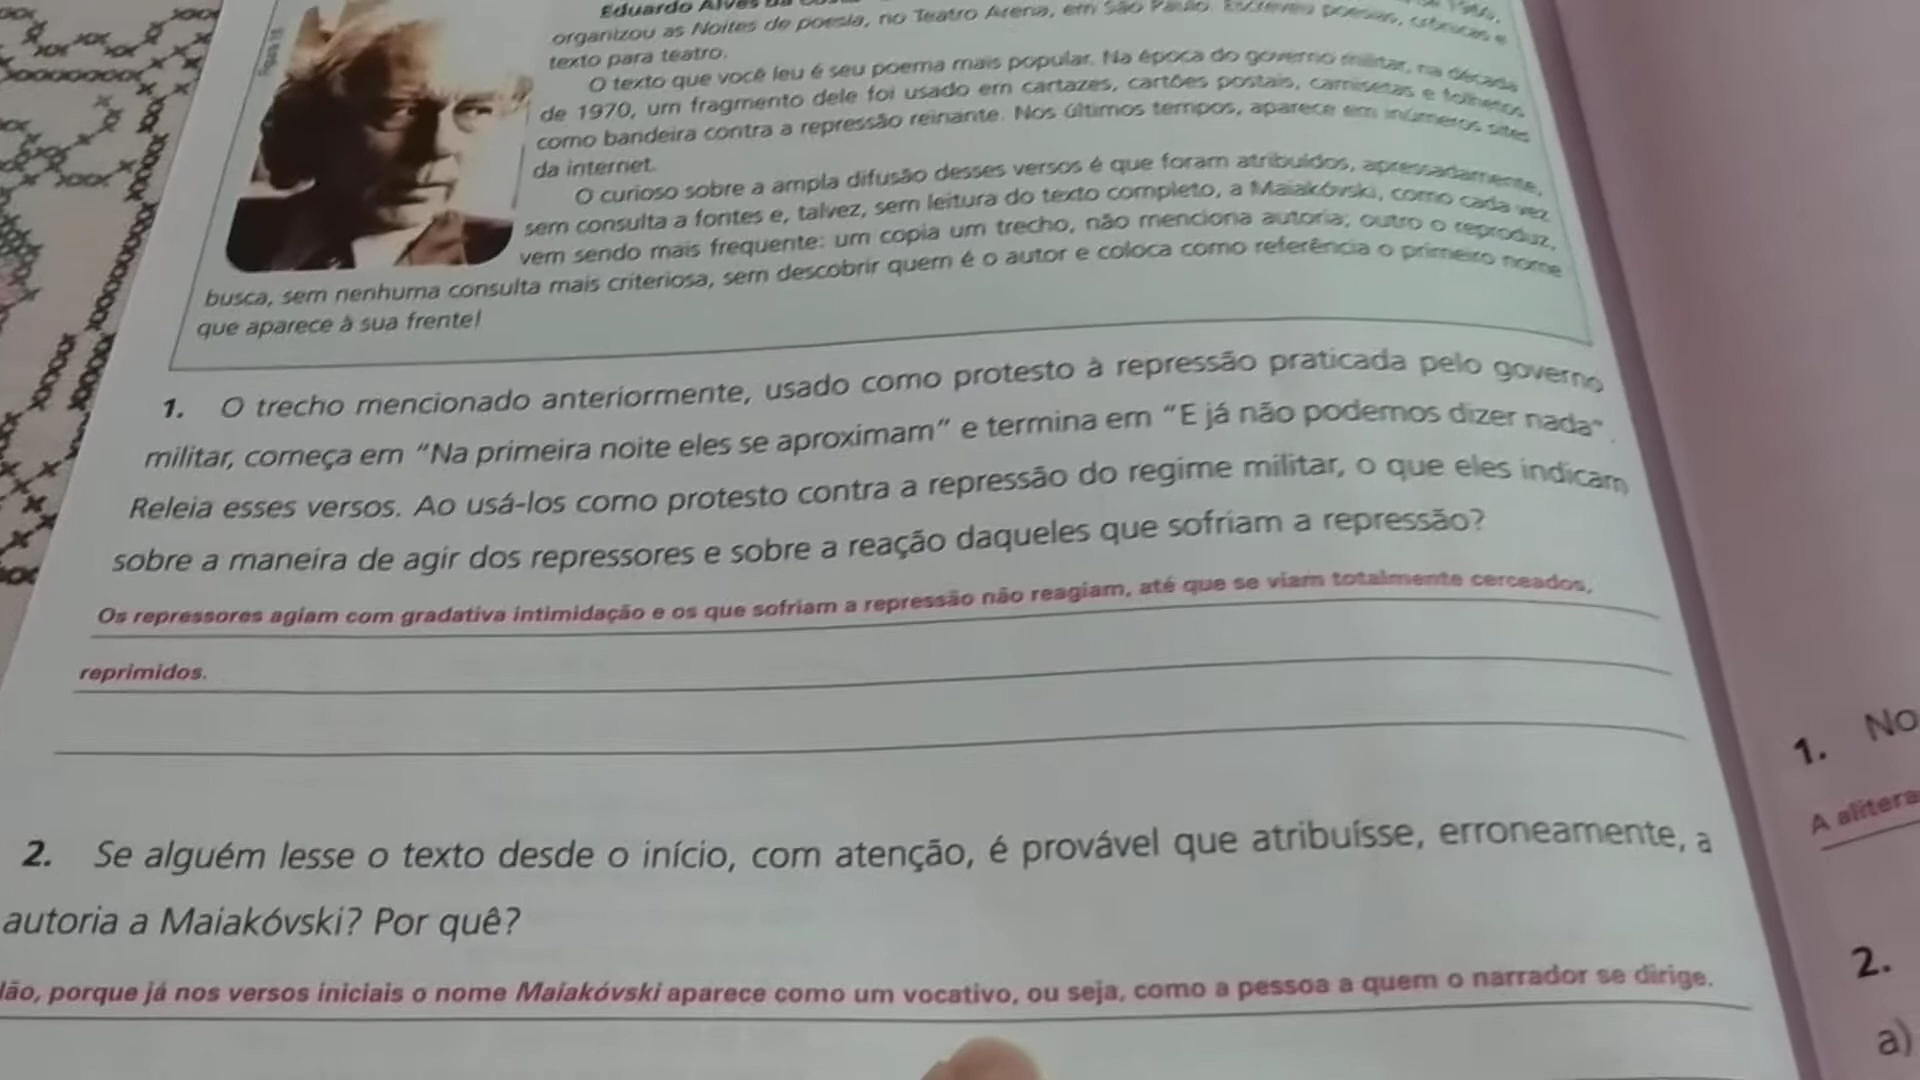 Eduardo Alves da
organizou as Noites de poesia, no Teatro Arena, em São Paulo. Escreveu poesias, crônicas e
texto para teatro.
O texto que você leu é seu poema mais popular. Na época do governo militar, na década
de 1970, um fragmento dele foi usado em cartazes, cartões postais, camisetas e folhetos
como bandeira contra a repressão reinante. Nos últimos tempos, aparece em inúmeros sites
da internet.
O curioso sobre a ampla difusão desses versos é que foram atribuídos, apressadamente,
sem consulta a fontes e, talvez, sem leitura do texto completo, a Maiakóvski, como cada vez
vem sendo mais frequente: um copia um trecho, não menciona autoria; outro o reproduz,
busca, sem nenhuma consulta mais criteriosa, sem descobrir quem é o autor e coloca como referência o primeiro nome
que aparece à sua frente!
1. O trecho mencionado anteriormente, usado como protesto à repressão praticada pelo governo
militar, começa em “Na primeira noite eles se aproximam” e termina em “E já não podemos dizer nada”.
Releia esses versos. Ao usá-los como protesto contra a repressão do regime militar, o que eles indicam
sobre a maneira de agir dos repressores e sobre a reação daqueles que sofriam a repressão?
Os repressores agiam com gradativa intimidação e os que sofriam a repressão não reagiam, até que se viam totalmente cerceados,
reprimidos.
2. Se alguém lesse o texto desde o início, com atenção, é provável que atribuísse, erroneamente, a
autoria a Maiakóvski? Por quê?
ão, porque já nos versos iniciais o nome Maiakóvski aparece como um vocativo, ou seja, como a pessoa a quem o narrador se dirige.
1. No
A alitera
2.
a)